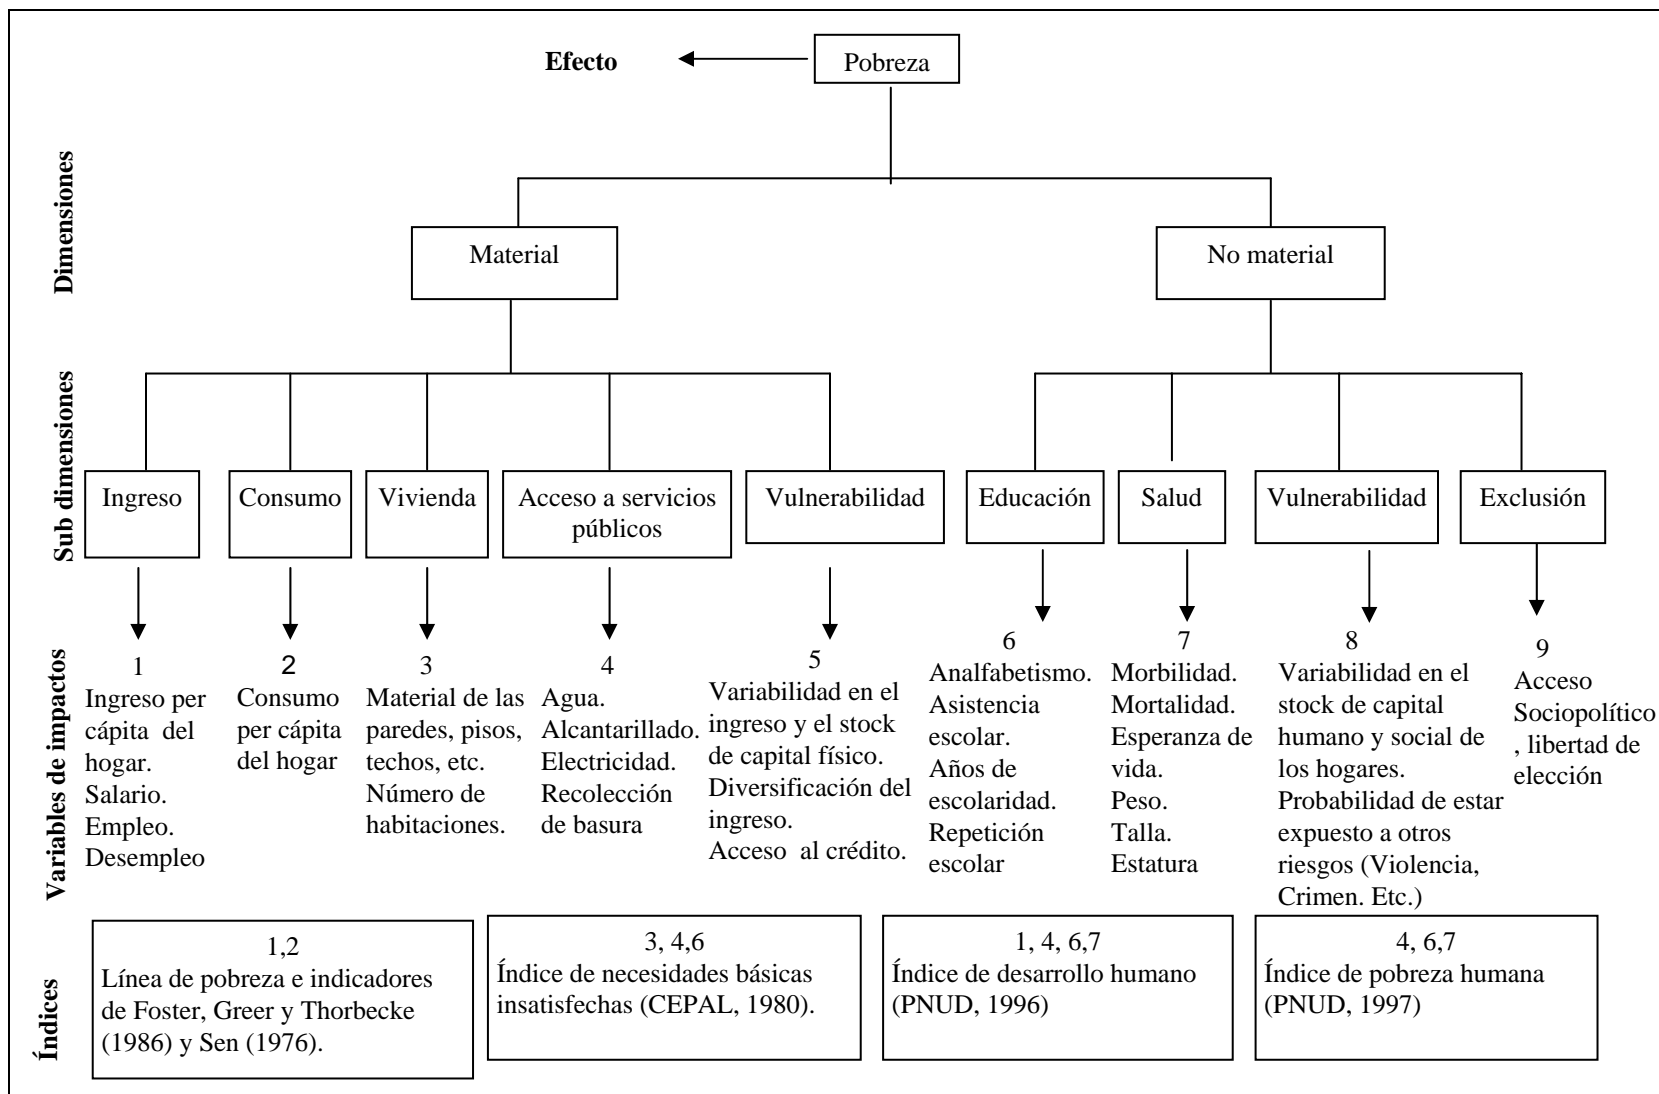 Efecto
Pobreza
Dimensiones
Material
No material
Sub dimensiones
Ingreso
Consumo
Vivienda
Acceso a servicios
públicos
Vulnerabilidad
Educación
Salud
Vulnerabilidad
Exclusión
Variables de impactos
1
Ingreso per
cápita del
hogar.
Salario.
Empleo.
Desempleo
2
Consumo
per cápita
del hogar
3
Material de las
paredes, pisos,
techos, etc.
Número de
habitaciones.
4
Agua.
Alcantarillado.
Electricidad.
Recolección
de basura
5
Variabilidad en el
ingreso y el stock
de capital físico.
Diversificación del
ingreso.
Acceso al crédito.
6
Analfabetismo.
Asistencia
escolar.
Años de
escolaridad.
Repetición
escolar
7
Morbilidad.
Mortalidad.
Esperanza de
vida.
Peso.
Talla.
Estatura
8
Variabilidad en el
stock de capital
humano y social de
los hogares.
Probabilidad de estar
expuesto a otros
riesgos (Violencia,
Crimen. Etc.)
9
Acceso
Sociopolítico
, libertad de
elección
Índices
1,2
Línea de pobreza e indicadores
de Foster, Greer y Thorbecke
(1986) y Sen (1976).
3, 4,6
Índice de necesidades básicas
insatisfechas (CEPAL, 1980).
1, 4, 6,7
Índice de desarrollo humano
(PNUD, 1996)
4, 6,7
Índice de pobreza humana
(PNUD, 1997)